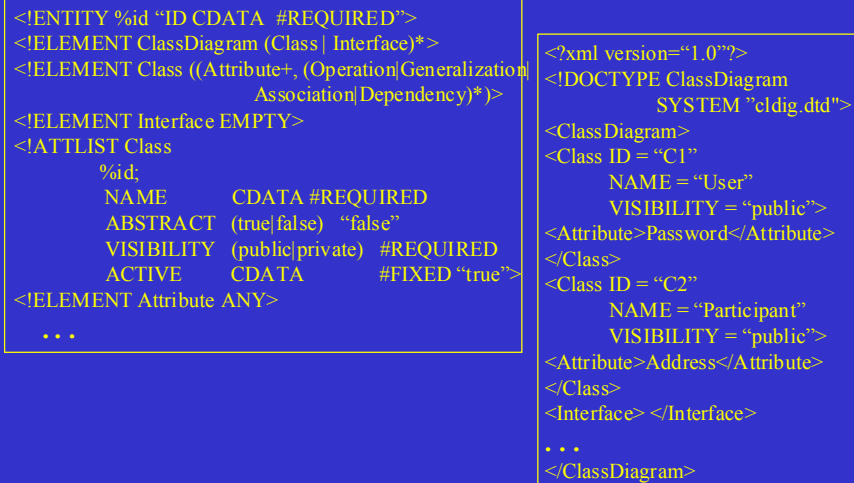 <!ENTITY %id “ID CDATA #REQUIRED”>
<!ELEMENT ClassDiagram (Class | Interface)*>
<!ELEMENT Class ((Attribute+, (Operation|Generalization|
Association|Dependency)*)>
<!ELEMENT Interface EMPTY>
<!ATTLIST Class
%id;
NAME CDATA #REQUIRED
ABSTRACT (true|false) “false”
VISIBILITY (public|private) #REQUIRED
ACTIVE CDATA #FIXED “true”>
<!ELEMENT Attribute ANY>
. . .
<?xml version=“1.0”?>
<!DOCTYPE ClassDiagram
SYSTEM ”cldig.dtd">
<ClassDiagram>
<Class ID = “C1”
NAME = “User”
VISIBILITY = “public”>
<Attribute>Password</Attribute>
</Class>
<Class ID = “C2”
NAME = “Participant”
VISIBILITY = “public”>
<Attribute>Address</Attribute>
</Class>
<Interface> </Interface>
. . .
</ClassDiagram>